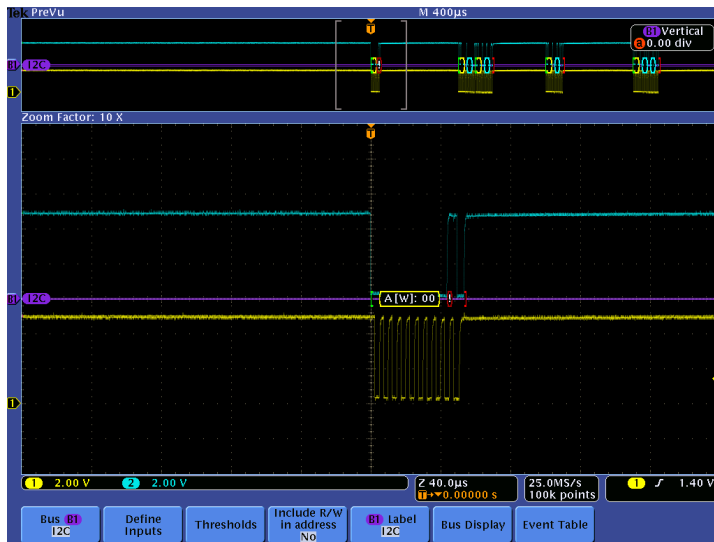 Tek PreVu M 400µs
T
B1 Vertical
a 0.00 div
B1 I2C
1
Zoom Factor: 10 X
T
B1 I2C
A [W]: 00 !
1
1 2.00 V 2 2.00 V
Z 40.0µs
T→▼0.00000 s
25.0MS/s
100k points
1 1.40 V
Bus B1
I2C
Define
Inputs
Thresholds
Include R/W
in address
No
B1 Label
I2C
Bus Display
Event Table